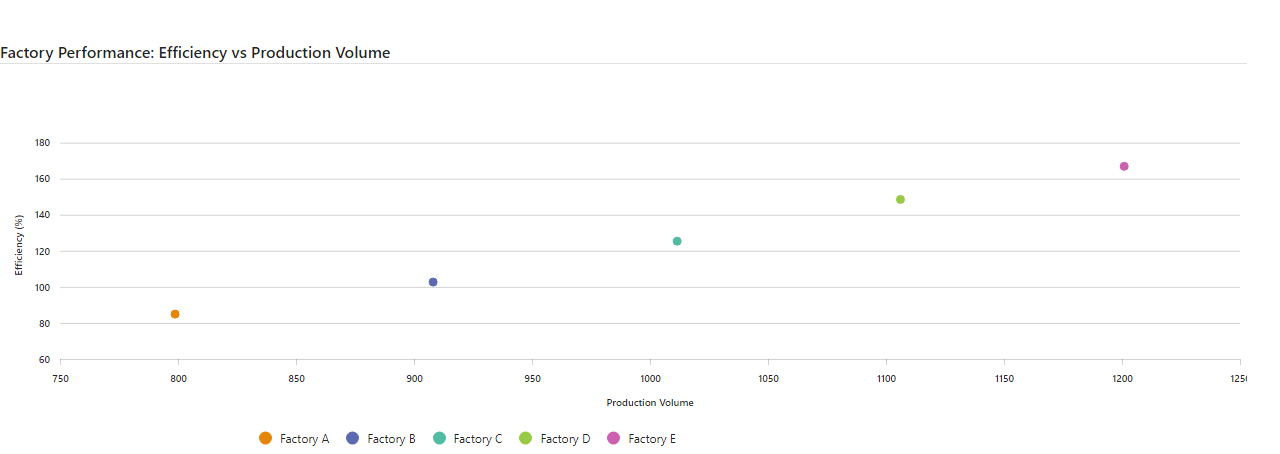 Factory Performance: Efficiency vs Production Volume
180
160
140
120
100
80
60
Efficiency (%)
750 800 850 900 950 1000 1050 1100 1150 1200 125
Production Volume
Factory A Factory B Factory C Factory D Factory E